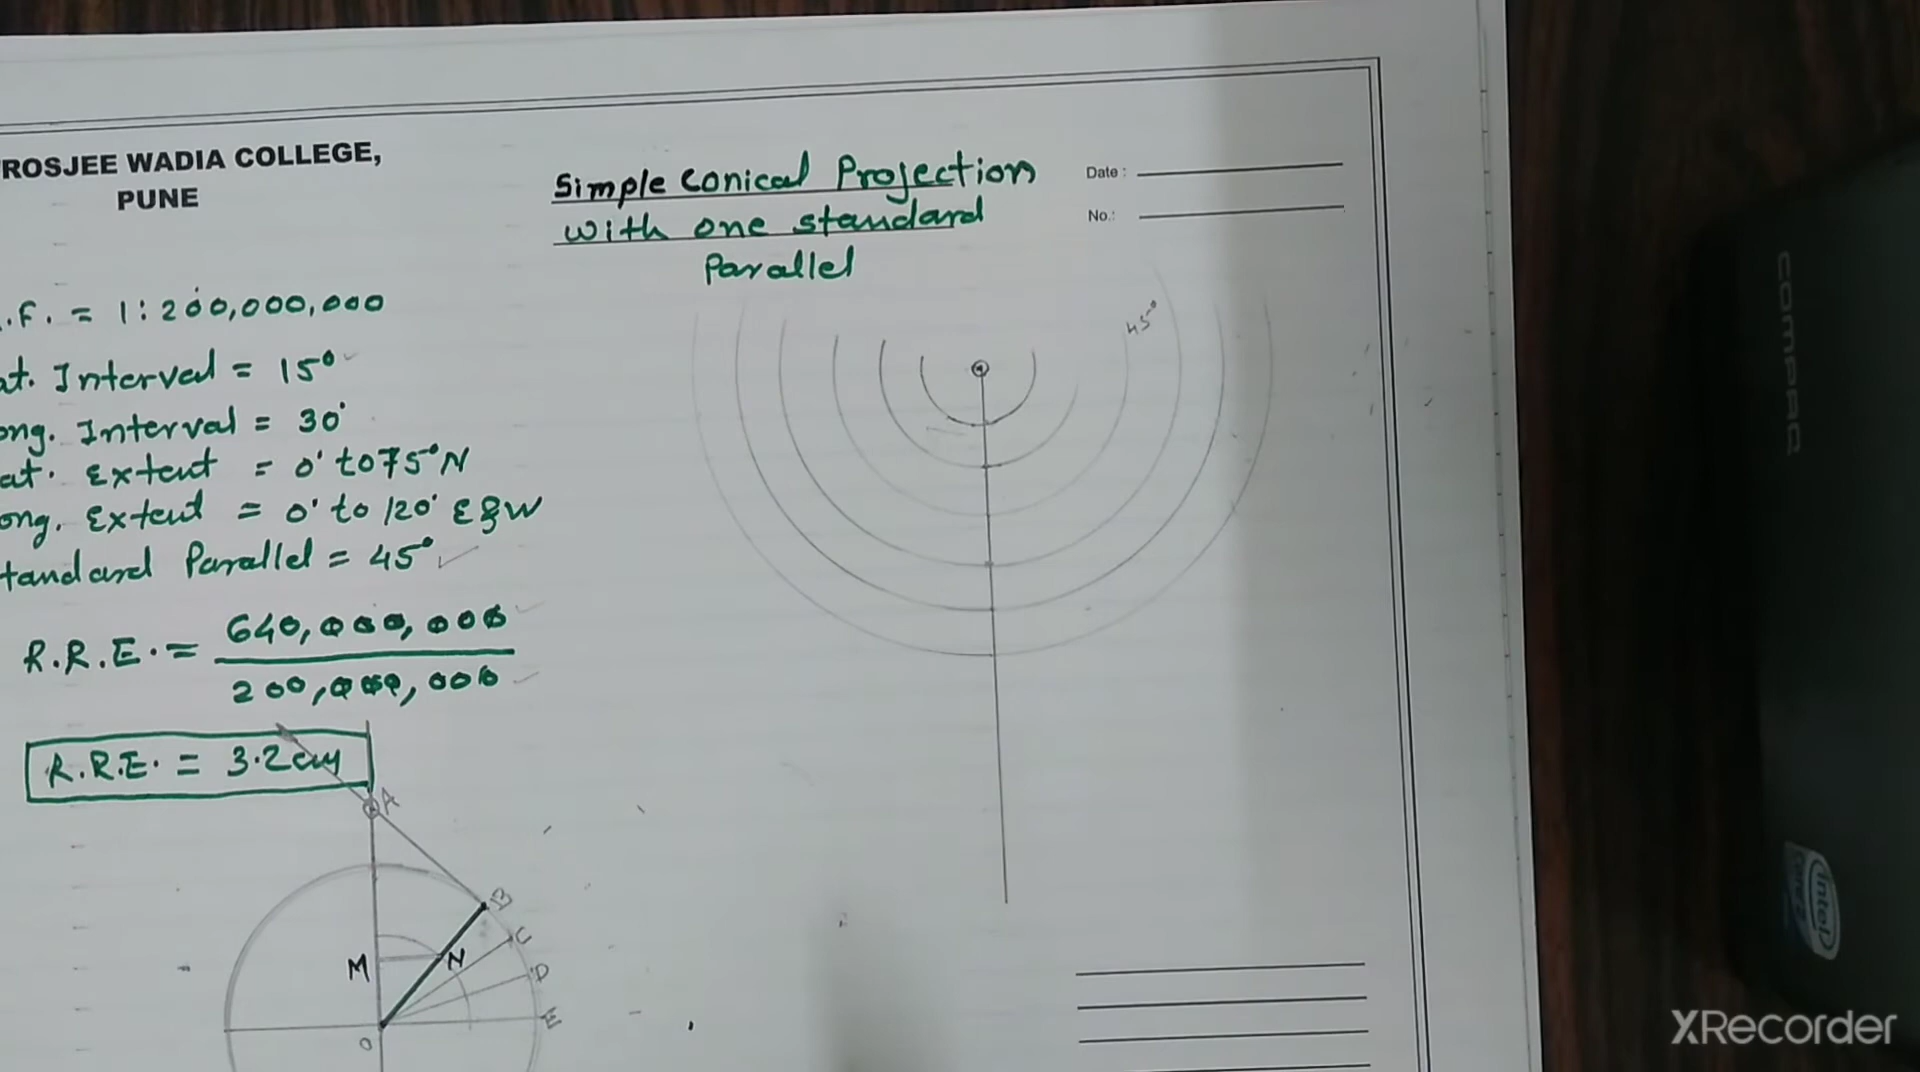 ROSJEE WADIA COLLEGE,
PUNE
Simple Conical Projection
with one standard
Parallel
Date :
No.:
.F. = 1:200,000,000
at. Interval = 15°
ong. Interval = 30°
at. Extent = 0° to 75° N
ong. Extent = 0° to 120° E & W
tandard Parallel = 45°
R.R.E. = 640,000,000
200,000,000
R.R.E. = 3.2 cm
45°
A
B
C
D
E
M
N
O
COMPAQ
intel
XRecorder